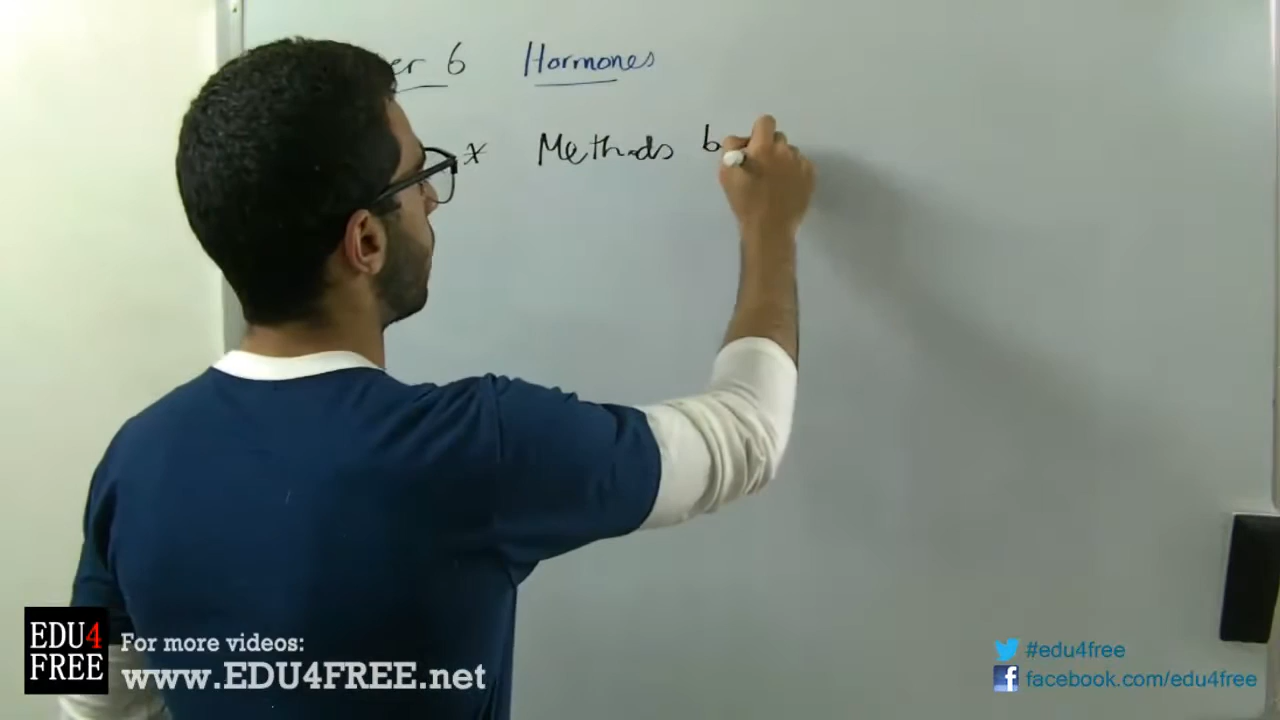 er 6 Hormones
* Methods b
EDU4
FREE
For more videos:
www.EDU4FREE.net
#edu4free
facebook.com/edu4free